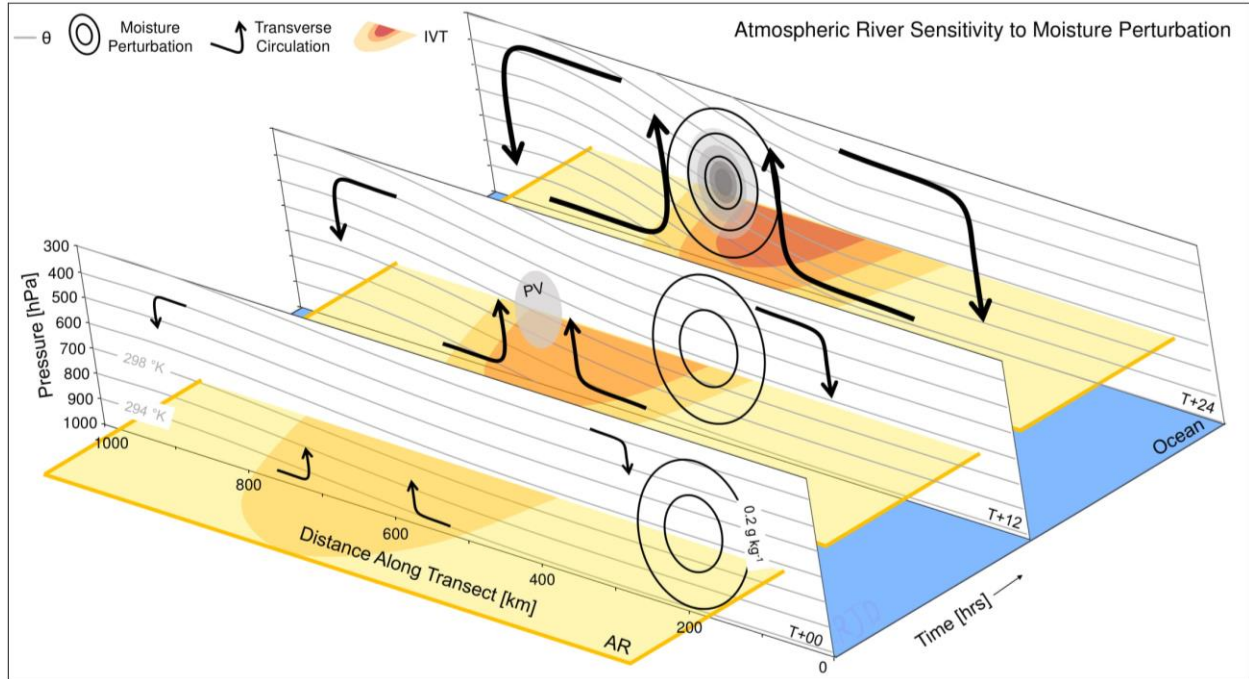 Atmospheric River Sensitivity to Moisture Perturbation
θ
Moisture
Perturbation
Transverse
Circulation
IVT
Pressure [hPa]
300
400
500
600
700
800
900
1000
298 °K
294 °K
1000
800
600
400
200
0
Distance Along Transect [km]
AR
PV
0.2 g kg⁻¹
T+00
T+12
T+24
Ocean
Time [hrs]
RJD